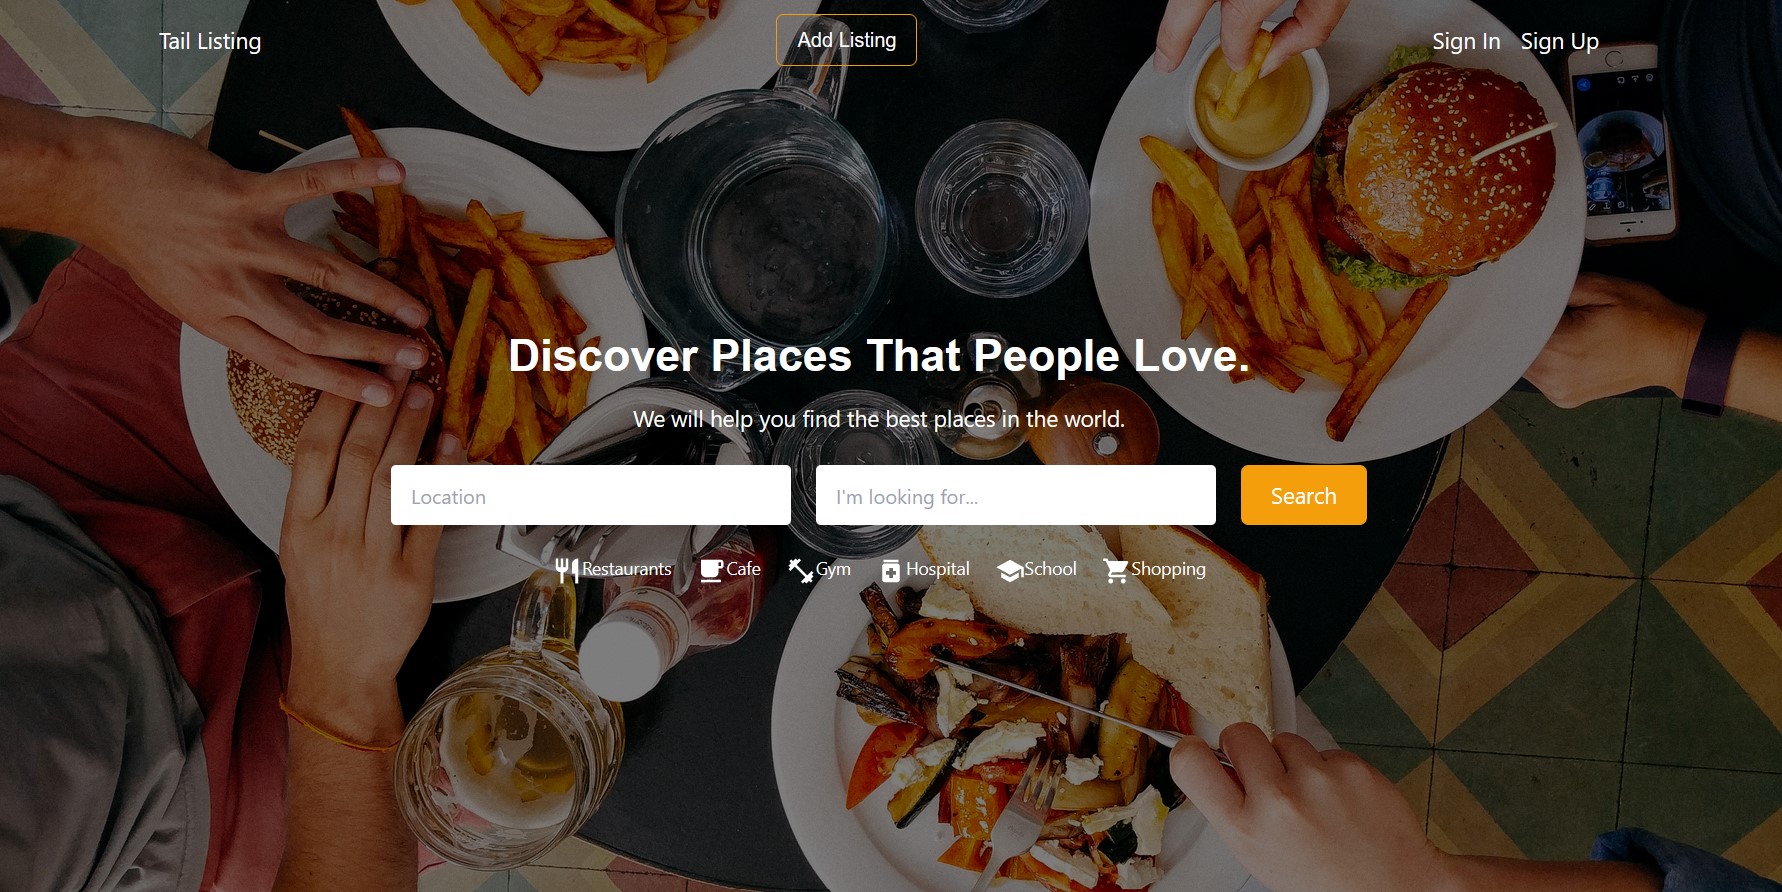 Tail Listing
Add Listing
Sign In Sign Up
Discover Places That People Love.
We will help you find the best places in the world.
Location
I'm looking for...
Search
Restaurants Cafe Gym Hospital School Shopping